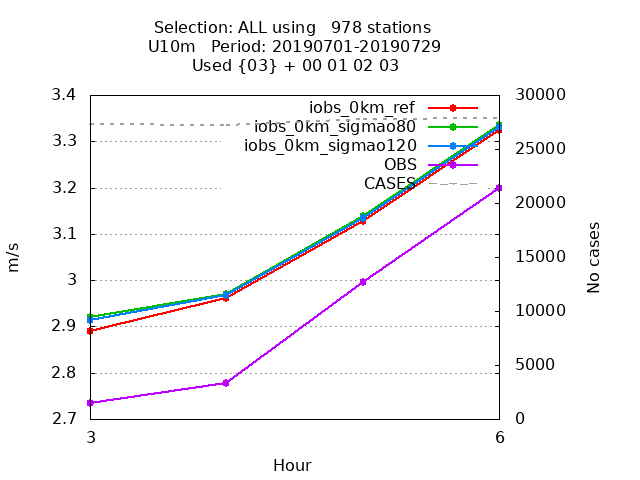 Selection: ALL using   978 stations
U10m   Period: 20190701-20190729
Used {03} + 00 01 02 03
3.4
3.3
3.2
3.1
3
2.9
2.8
2.7
m/s
iobs_0km_ref
iobs_0km_sigmao80
iobs_0km_sigmao120
OBS
CASES
30000
25000
20000
15000
10000
5000
0
No cases
3
6
Hour